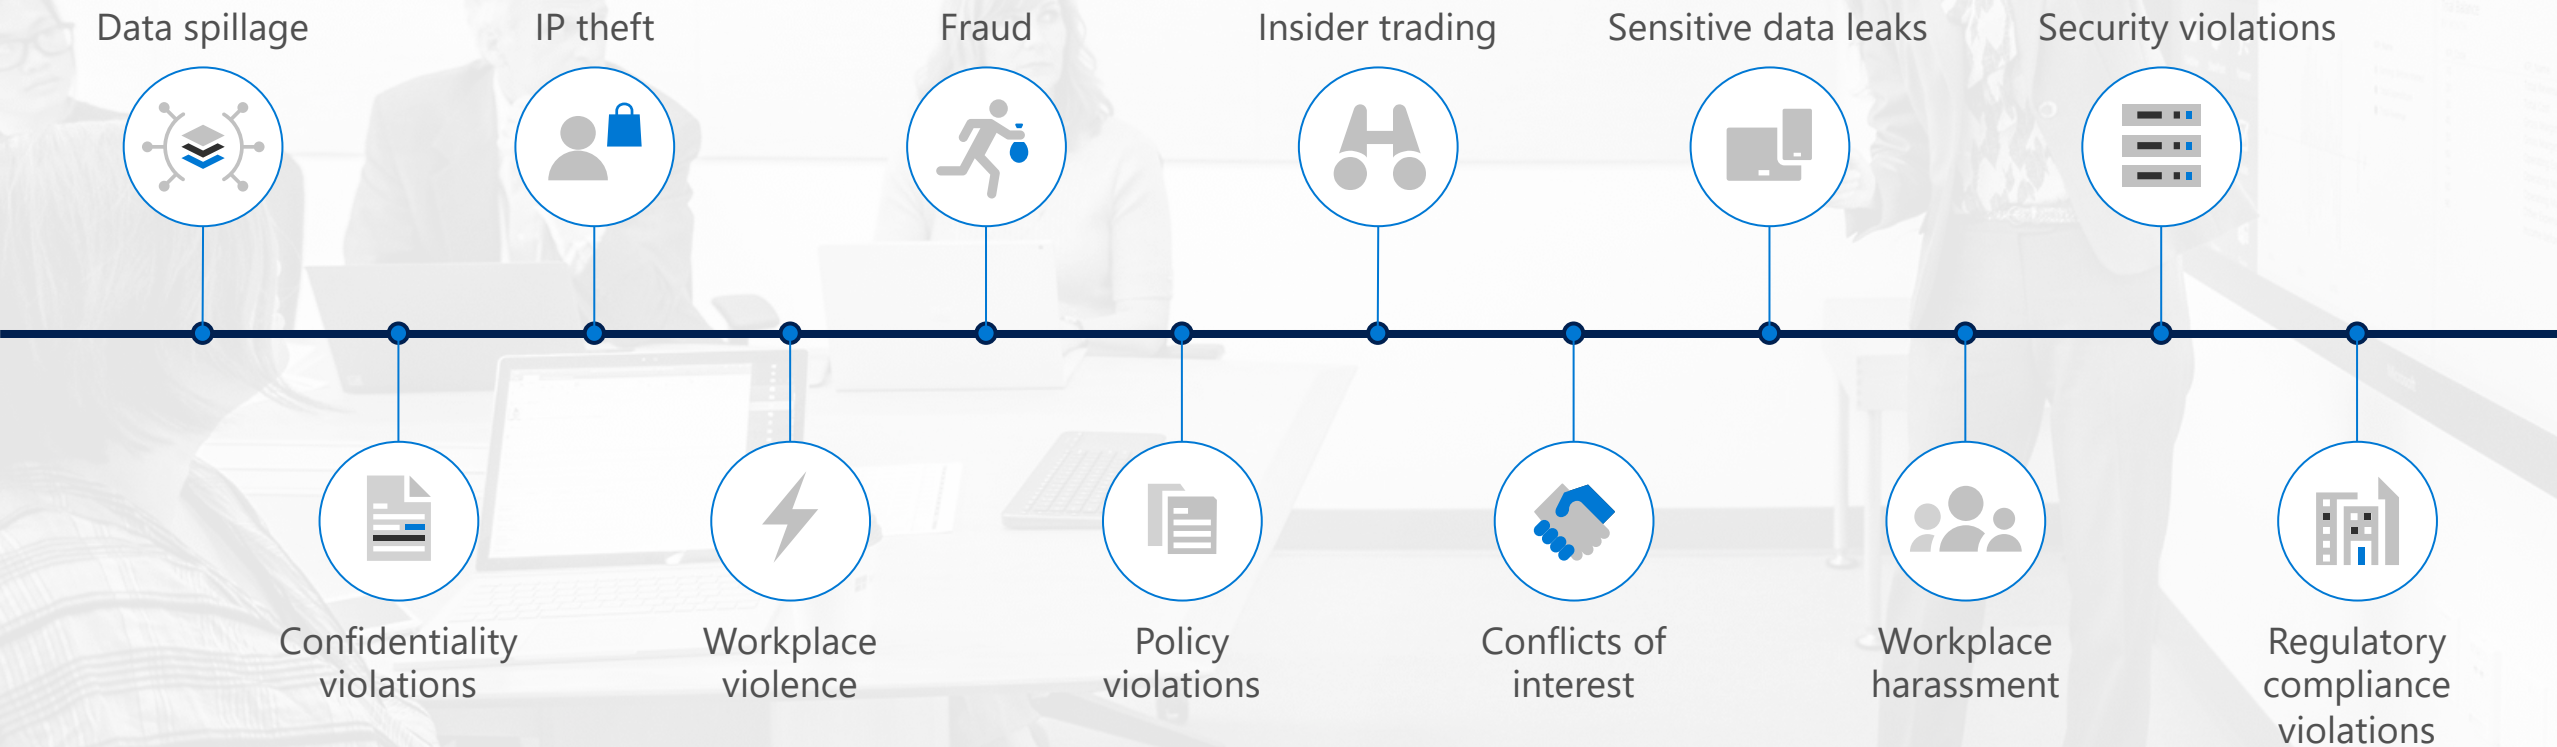 Data spillage
IP theft
Fraud
Insider trading
Sensitive data leaks
Security violations
Confidentiality
violations
Workplace
violence
Policy
violations
Conflicts of
interest
Workplace
harassment
Regulatory
compliance
violations